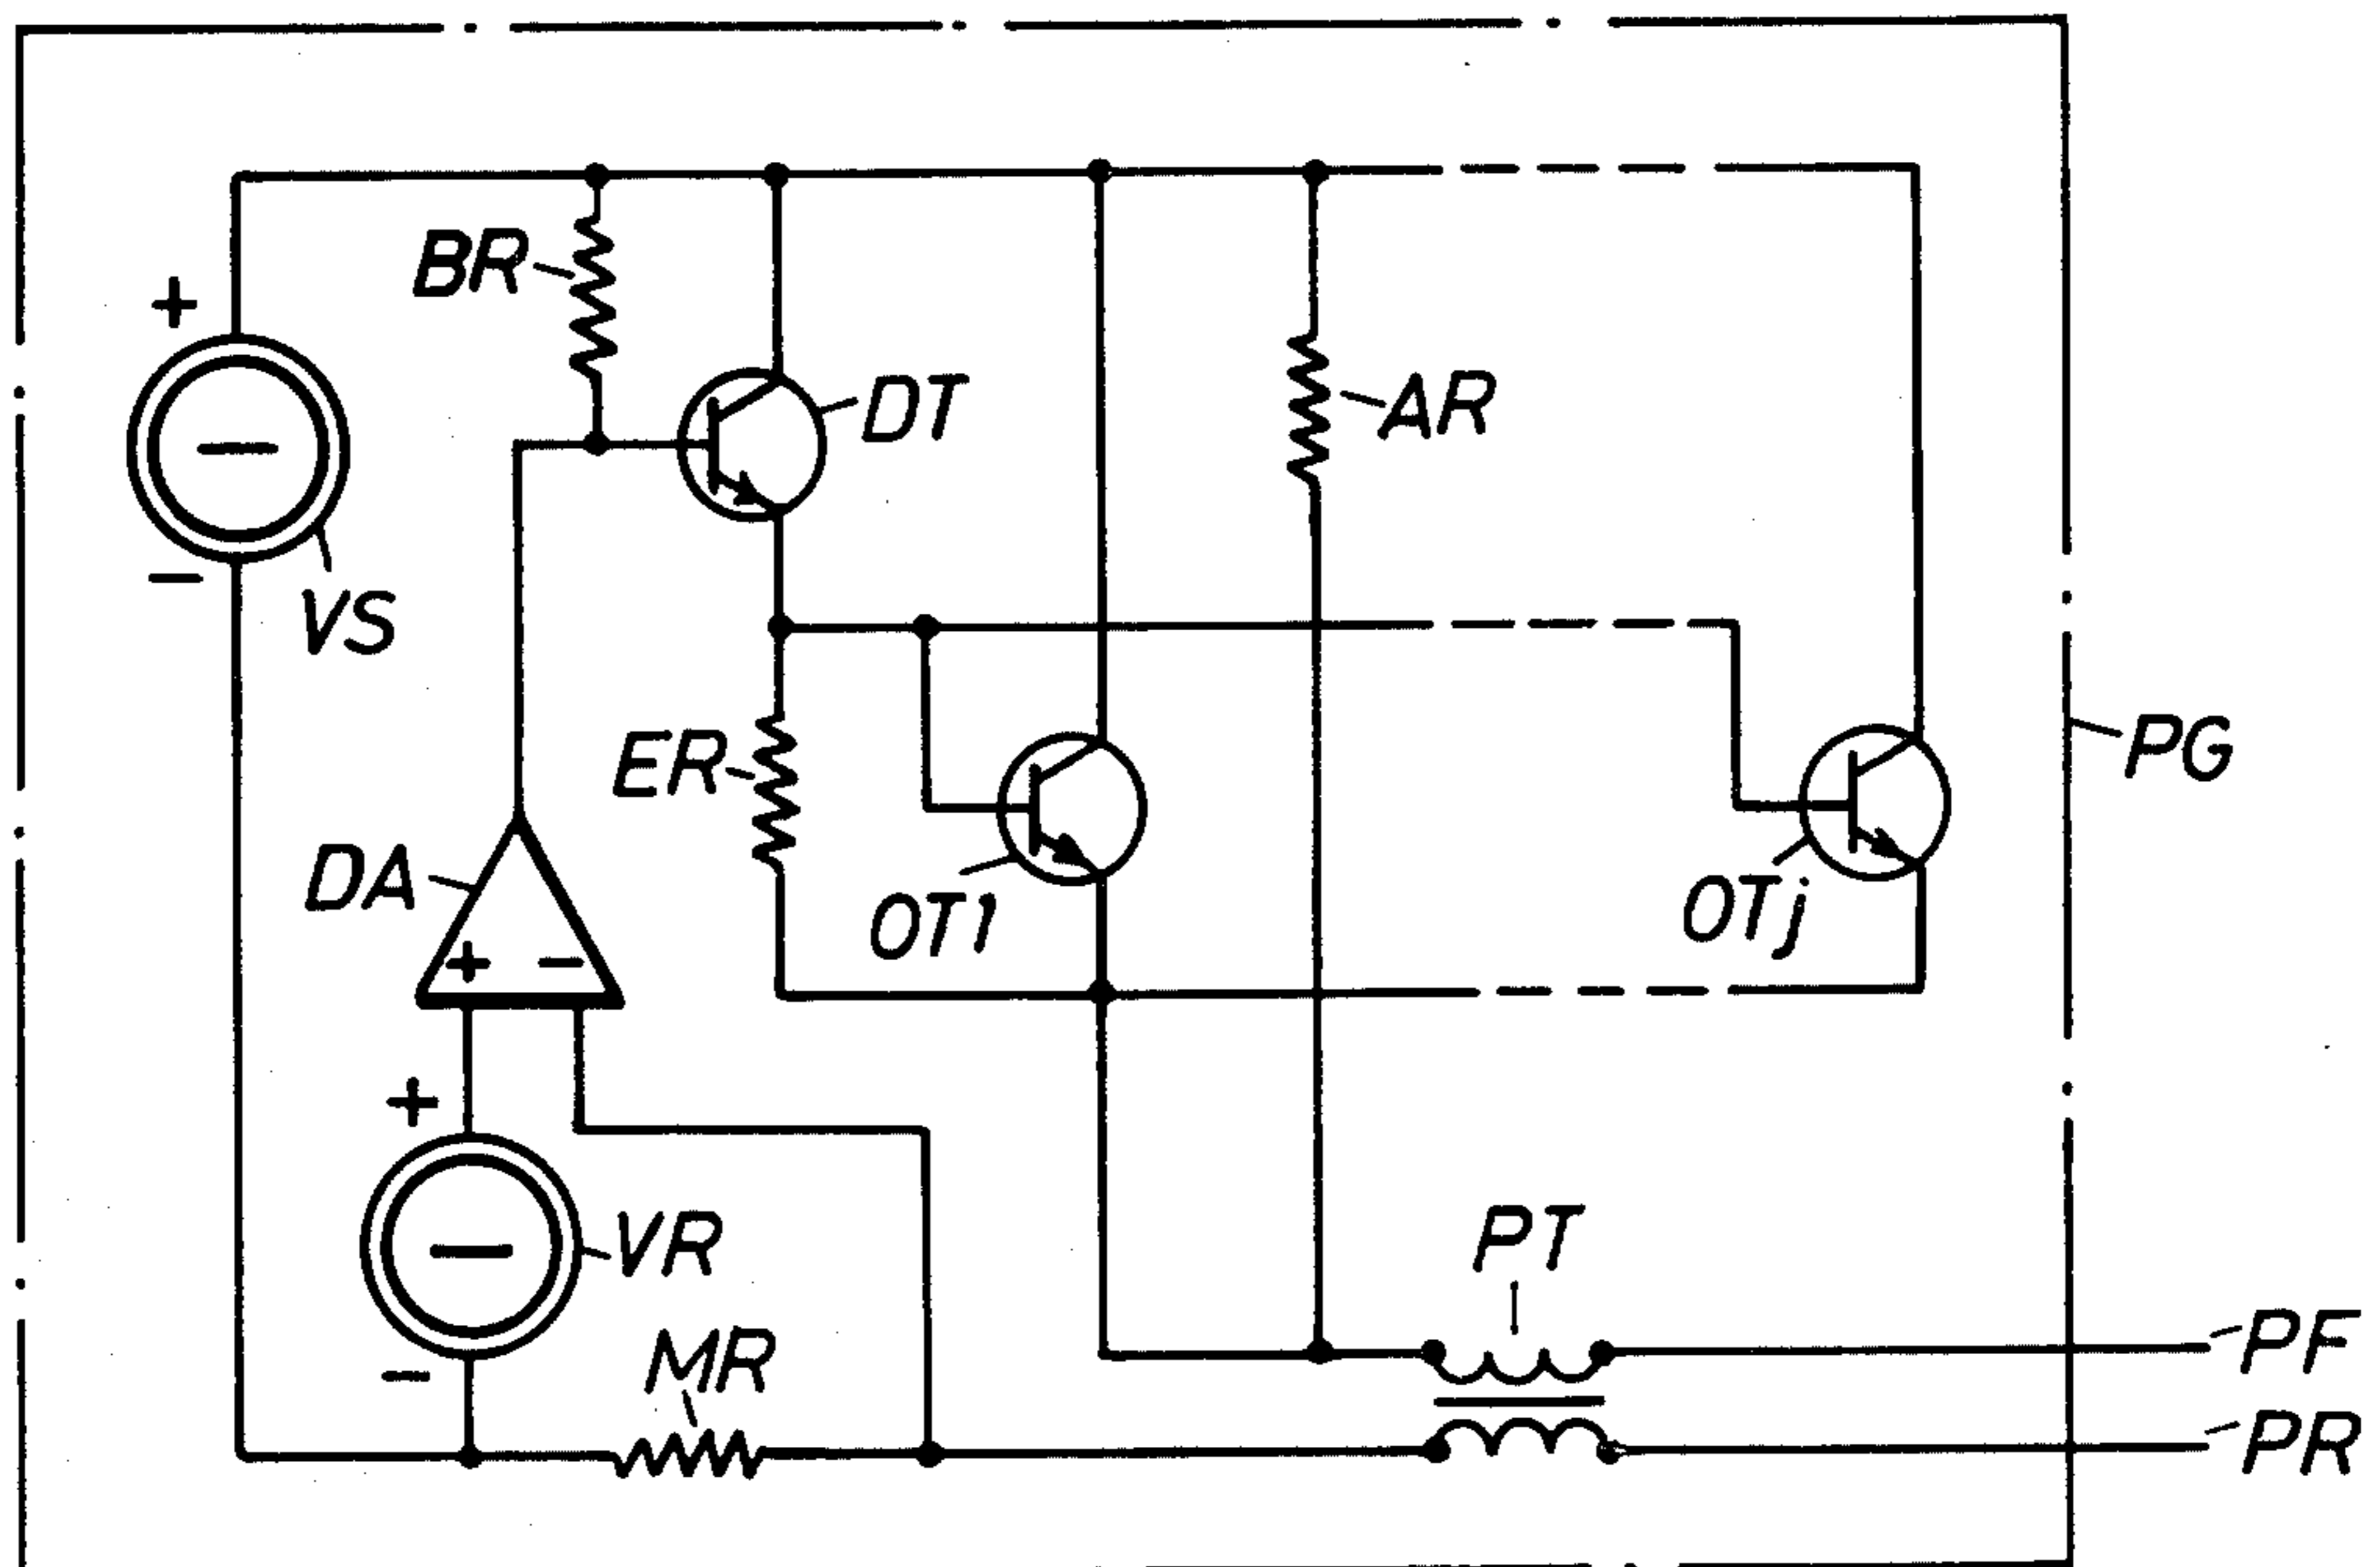 BR
+
DT
AR
-
VS
ER
PG
DA
OT1
OTj
+ -
+
VR
PT
-
MR
PF
PR